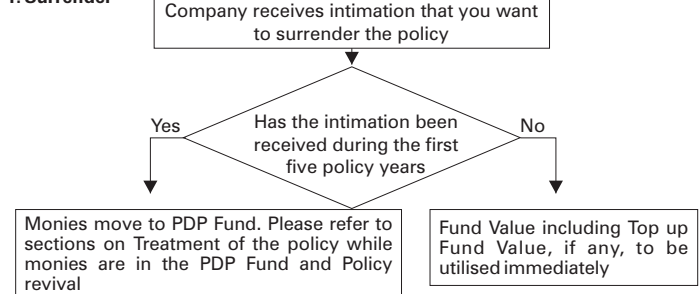 1. Surrender
Company receives intimation that you want
to surrender the policy
Has the intimation been
received during the first
five policy years
Yes
No
Monies move to PDP Fund. Please refer to
sections on Treatment of the policy while
monies are in the PDP Fund and Policy
revival
Fund Value including Top up
Fund Value, if any, to be
utilised immediately